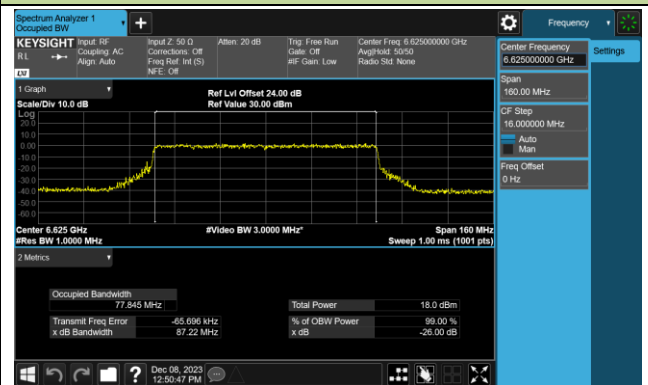 Spectrum Analyzer 1
Occupied BW
Frequency
KEYSIGHT
RL
LXI
Input: RF
Coupling: AC
Align: Auto
Input Z: 50 Ω
Corrections: Off
Freq Ref: Int (S)
NFE: Off
Atten: 20 dB
Trig: Free Run
Gate: Off
#IF Gain: Low
Center Freq: 6.625000000 GHz
Avg|Hold: 50/50
Radio Std: None
Center Frequency
6.625000000 GHz
Settings
Span
160.00 MHz
CF Step
16.000000 MHz
Auto
Man
Freq Offset
0 Hz
1 Graph
Scale/Div 10.0 dB
Ref Lvl Offset 24.00 dB
Ref Value 30.00 dBm
Log
20.0
10.0
0.00
-10.0
-20.0
-30.0
-40.0
-50.0
-60.0
Center 6.625 GHz
#Video BW 3.0000 MHz*
Span 160 MHz
#Res BW 1.0000 MHz
Sweep 1.00 ms (1001 pts)
2 Metrics
Occupied Bandwidth
77.845 MHz
Total Power
18.0 dBm
Transmit Freq Error
-65.696 kHz
% of OBW Power
99.00 %
x dB Bandwidth
87.22 MHz
x dB
-26.00 dB
?
Dec 08, 2023
12:50:47 PM